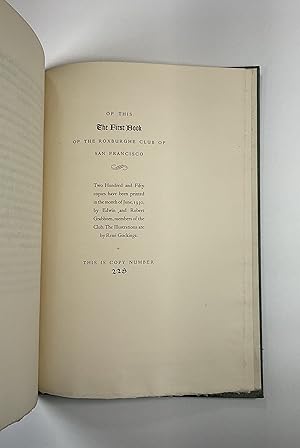 OF THIS
The First Book
OF THE ROXBURGHE CLUB OF
SAN FRANCISCO
Two Hundred and Fifty
copies have been printed
in the month of June, 1930,
by Edwin and Robert
Grabhorn, members of the
Club. The Illustrations are
by René Gockinga.
THIS IS COPY NUMBER
228